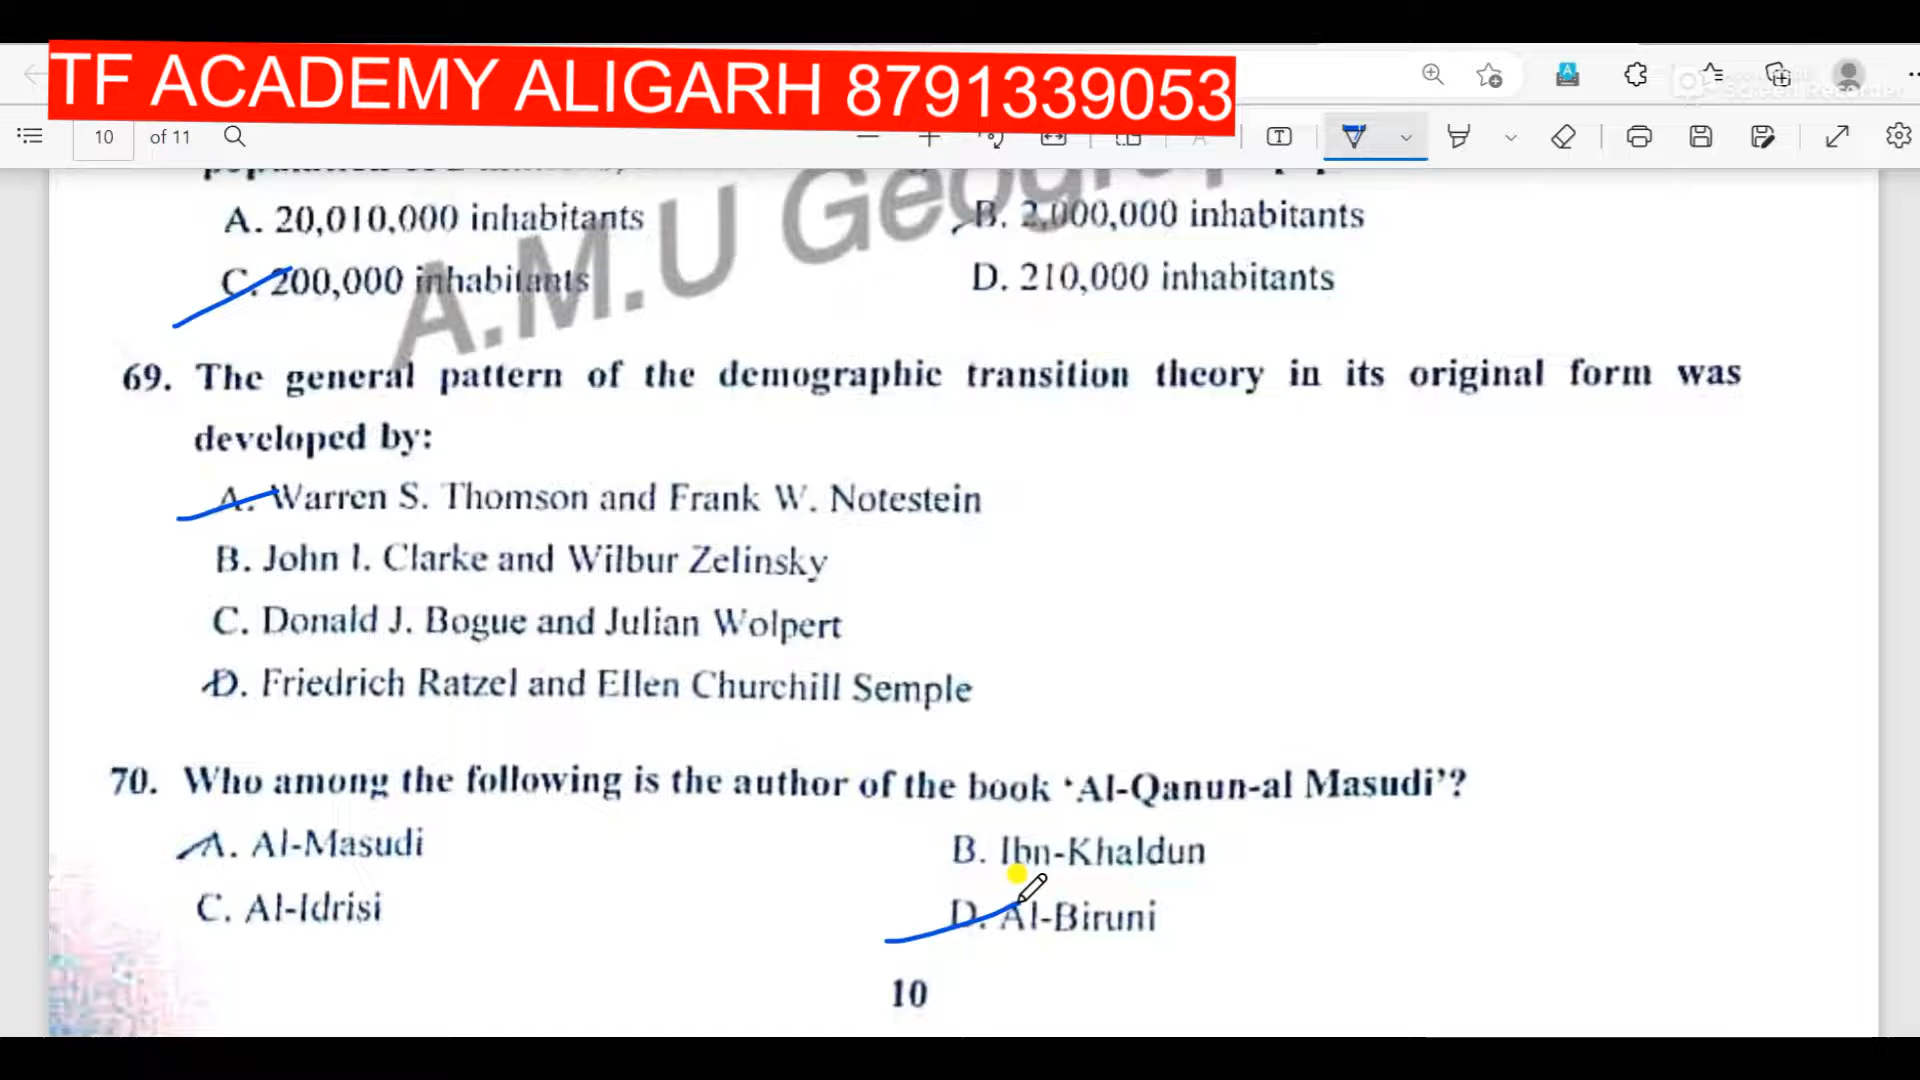 TF ACADEMY ALIGARH 8791339053
10 of 11
A. 20,010,000 inhabitants B. 2,000,000 inhabitants
C. 200,000 inhabitants D. 210,000 inhabitants
A.M.U
69. The general pattern of the demographic transition theory in its original form was
developed by:
A. Warren S. Thomson and Frank W. Notestein
B. John I. Clarke and Wilbur Zelinsky
C. Donald J. Bogue and Julian Wolpert
D. Friedrich Ratzel and Ellen Churchill Semple
70. Who among the following is the author of the book ‘Al-Qanun-al Masudi’?
A. Al-Masudi B. Ibn-Khaldun
C. Al-Idrisi D. Al-Biruni
10